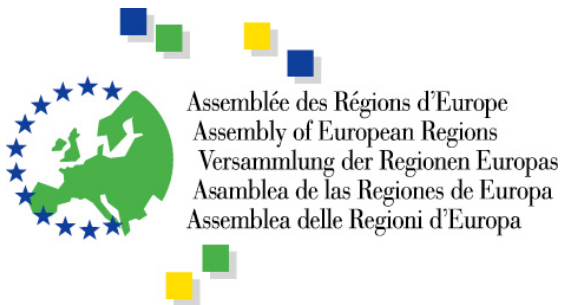 Assemblée des Régions d'Europe
Assembly of European Regions
Versammlung der Regionen Europas
Asamblea de las Regiones de Europa
Assemblea delle Regioni d'Europa